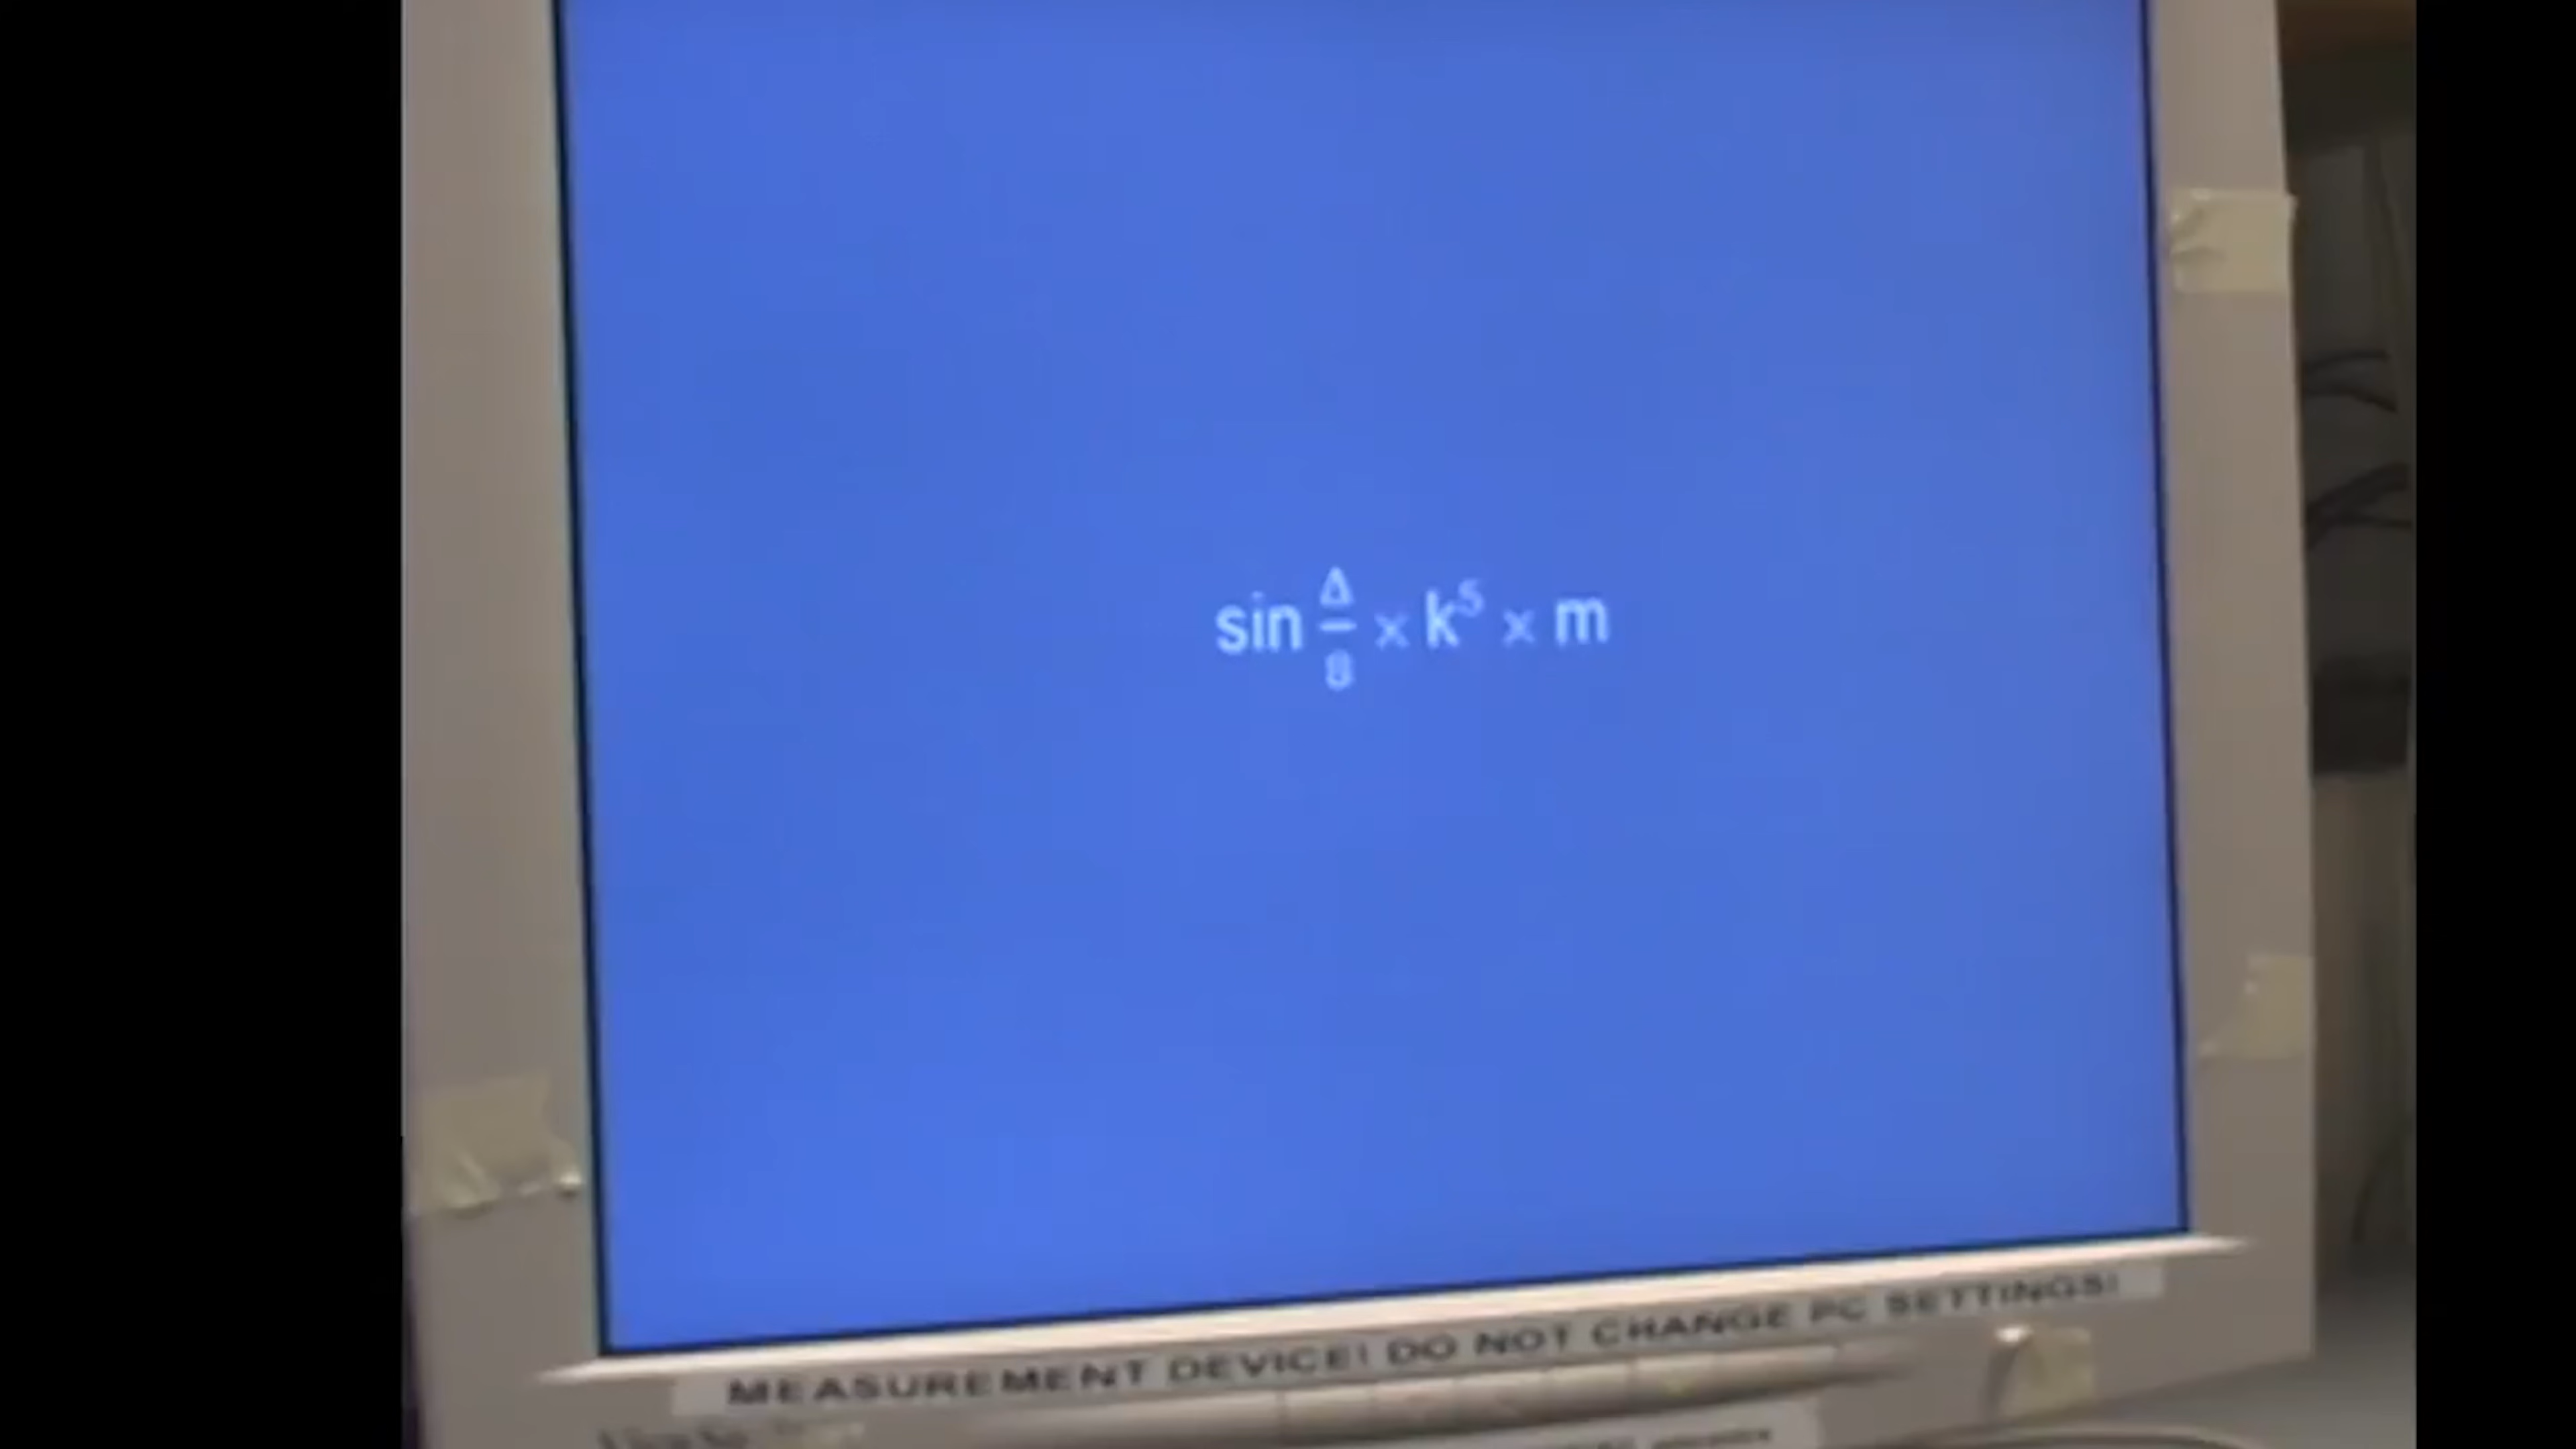 sin Δ/8 × k⁵ × m
MEASUREMENT DEVICE! DO NOT CHANGE PC SETTINGS!